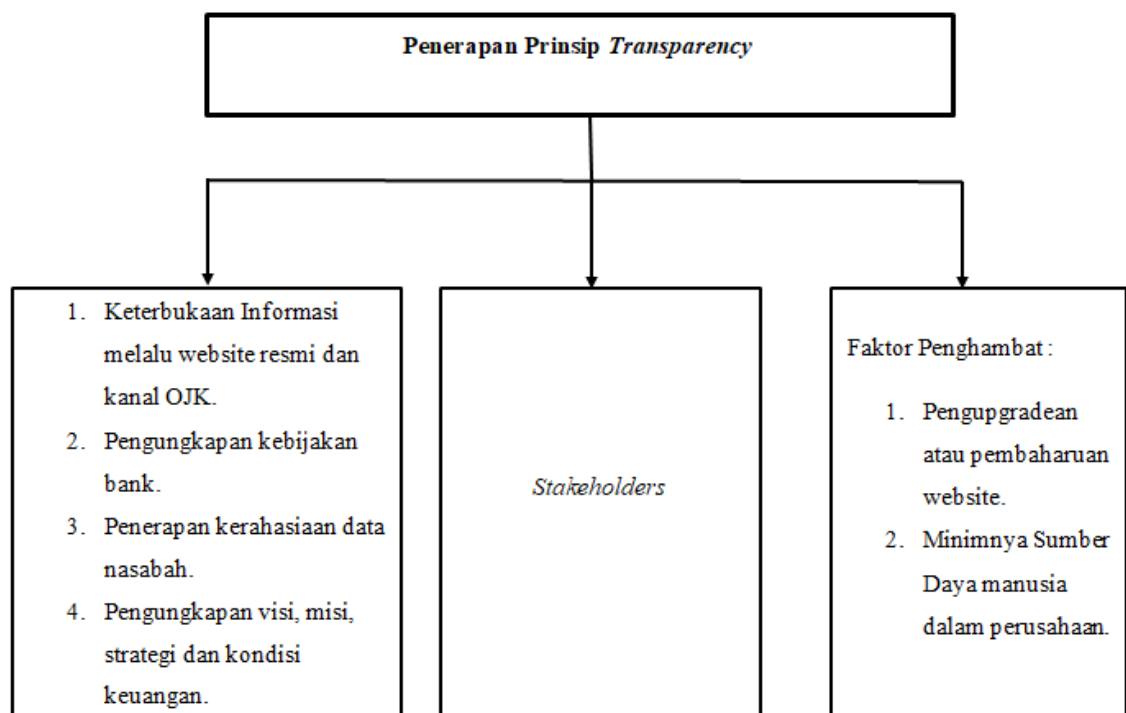 Penerapan Prinsip Transparency
1. Keterbukaan Informasi
melalu website resmi dan
kanal OJK.
2. Pengungkapan kebijakan
bank.
3. Penerapan kerahasiaan data
nasabah.
4. Pengungkapan visi, misi,
strategi dan kondisi
keuangan.
Stakeholders
Faktor Penghambat :
1. Pengupgradean
atau pembaharuan
website.
2. Minimnya Sumber
Daya manusia
dalam perusahaan.